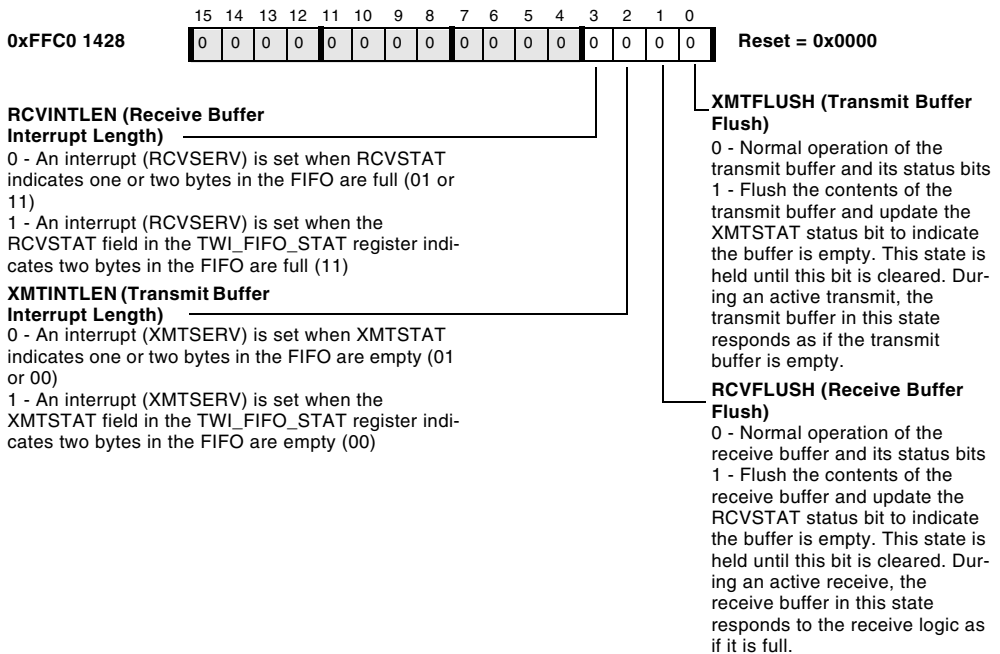 15 14 13 12 11 10 9 8 7 6 5 4 3 2 1 0
0xFFC0 1428 0 0 0 0 0 0 0 0 0 0 0 0 0 0 0 0 Reset = 0x0000
RCVINTLEN (Receive Buffer
Interrupt Length)
0 - An interrupt (RCVSERV) is set when RCVSTAT
indicates one or two bytes in the FIFO are full (01 or
11)
1 - An interrupt (RCVSERV) is set when the
RCVSTAT field in the TWI_FIFO_STAT register indi-
cates two bytes in the FIFO are full (11)
XMTINTLEN (Transmit Buffer
Interrupt Length)
0 - An interrupt (XMTSERV) is set when XMTSTAT
indicates one or two bytes in the FIFO are empty (01
or 00)
1 - An interrupt (XMTSERV) is set when the
XMTSTAT field in the TWI_FIFO_STAT register indi-
cates two bytes in the FIFO are empty (00)
XMTFLUSH (Transmit Buffer
Flush)
0 - Normal operation of the
transmit buffer and its status bits
1 - Flush the contents of the
transmit buffer and update the
XMTSTAT status bit to indicate
the buffer is empty. This state is
held until this bit is cleared. Dur-
ing an active transmit, the
transmit buffer in this state
responds as if the transmit
buffer is empty.
RCVFLUSH (Receive Buffer
Flush)
0 - Normal operation of the
receive buffer and its status bits
1 - Flush the contents of the
receive buffer and update the
RCVSTAT status bit to indicate
the buffer is empty. This state is
held until this bit is cleared. Dur-
ing an active receive, the
receive buffer in this state
responds to the receive logic as
if it is full.